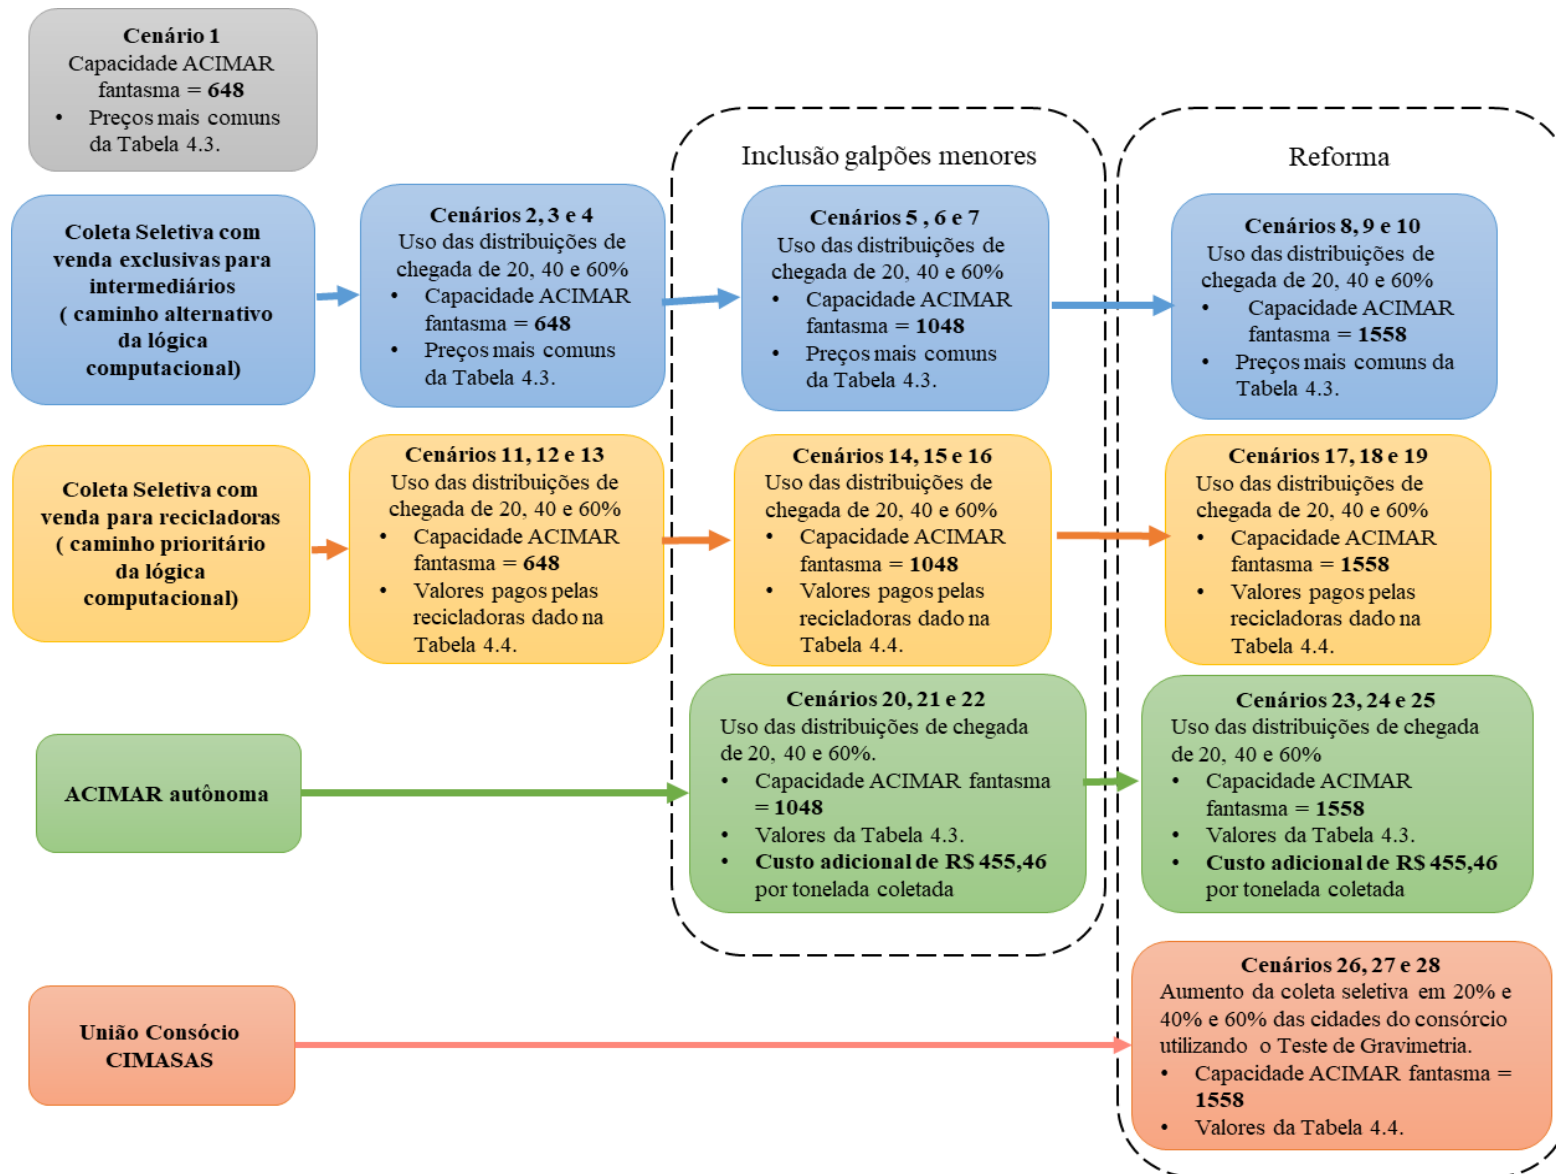 Cenário 1
Capacidade ACIMAR
fantasma = 648
• Preços mais comuns
da Tabela 4.3.
Inclusão galpões menores
Reforma
Coleta Seletiva com
venda exclusivas para
intermediários
( caminho alternativo
da lógica
computacional)
Cenários 2, 3 e 4
Uso das distribuições de
chegada de 20, 40 e 60%
• Capacidade ACIMAR
fantasma = 648
• Preços mais comuns
da Tabela 4.3.
Cenários 5 , 6 e 7
Uso das distribuições de
chegada de 20, 40 e 60%
• Capacidade ACIMAR
fantasma = 1048
• Preços mais comuns
da Tabela 4.3.
Cenários 8, 9 e 10
Uso das distribuições de
chegada de 20, 40 e 60%
• Capacidade ACIMAR
fantasma = 1558
• Preços mais comuns da
Tabela 4.3.
Coleta Seletiva com
venda para recicladoras
( caminho prioritário
da lógica
computacional)
Cenários 11, 12 e 13
Uso das distribuições de
chegada de 20, 40 e 60%
• Capacidade ACIMAR
fantasma = 648
• Valores pagos pelas
recicladoras dado na
Tabela 4.4.
Cenários 14, 15 e 16
Uso das distribuições de
chegada de 20, 40 e 60%
• Capacidade ACIMAR
fantasma = 1048
• Valores pagos pelas
recicladoras dado na
Tabela 4.4.
Cenários 17, 18 e 19
Uso das distribuições de
chegada de 20, 40 e 60%
• Capacidade ACIMAR
fantasma = 1558
• Valores pagos pelas
recicladoras dado na
Tabela 4.4.
ACIMAR autônoma
Cenários 20, 21 e 22
Uso das distribuições de chegada
de 20, 40 e 60%.
• Capacidade ACIMAR fantasma
= 1048
• Valores da Tabela 4.3.
• Custo adicional de R$ 455,46
por tonelada coletada
Cenários 23, 24 e 25
Uso das distribuições de chegada
de 20, 40 e 60%
• Capacidade ACIMAR
fantasma = 1558
• Valores da Tabela 4.3.
• Custo adicional de R$ 455,46
por tonelada coletada
União Consócio
CIMASAS
Cenários 26, 27 e 28
Aumento da coleta seletiva em 20% e
40% e 60% das cidades do consórcio
utilizando o Teste de Gravimetria.
• Capacidade ACIMAR fantasma =
1558
• Valores da Tabela 4.4.